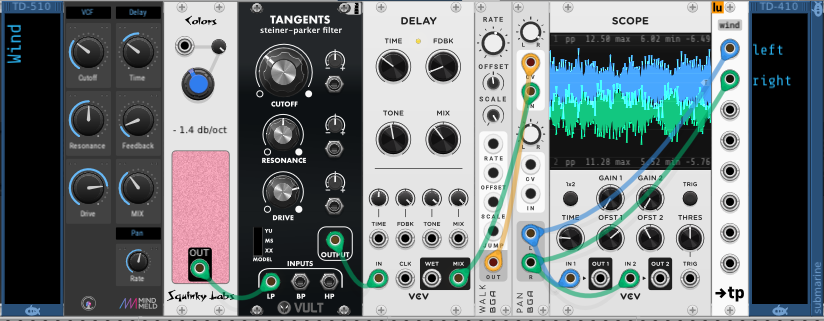 TD-510
Wind
VCF
Delay
Cutoff
Time
Resonance
Feedback
Drive
MIX
Pan
Rate
MIND
MELD
Colors
- 1.4 db/oct
OUT
Squinky Labs
TANGENTS
steiner-parker filter
CUTOFF
RESONANCE
DRIVE
YU
MS
XX
MODEL
OUTPUT
INPUTS
LP
BP
HP
VULT
DELAY
TIME
FDBK
TONE
MIX
TIME
FDBK
TONE
MIX
IN
CLK
WET
MIX
VCV
RATE
OFFSET
SCALE
RATE
OFFSET
SCALE
JUMP
OUT
WALK
BGA
L
R
CV
IN
L
R
CV
IN
L
R
PAN
BGA
SCOPE
1 pp 12.50 max 6.02 min -6.49
2 pp 11.28 max 5.52 min -5.76
1x2
GAIN 1
GAIN 2
TRIG
TIME
OFST 1
OFST 2
THRES
IN 1
OUT 1
IN 2
OUT 2
TRIG
VCV
lu
wind
tp
TD-410
left
right
submarine